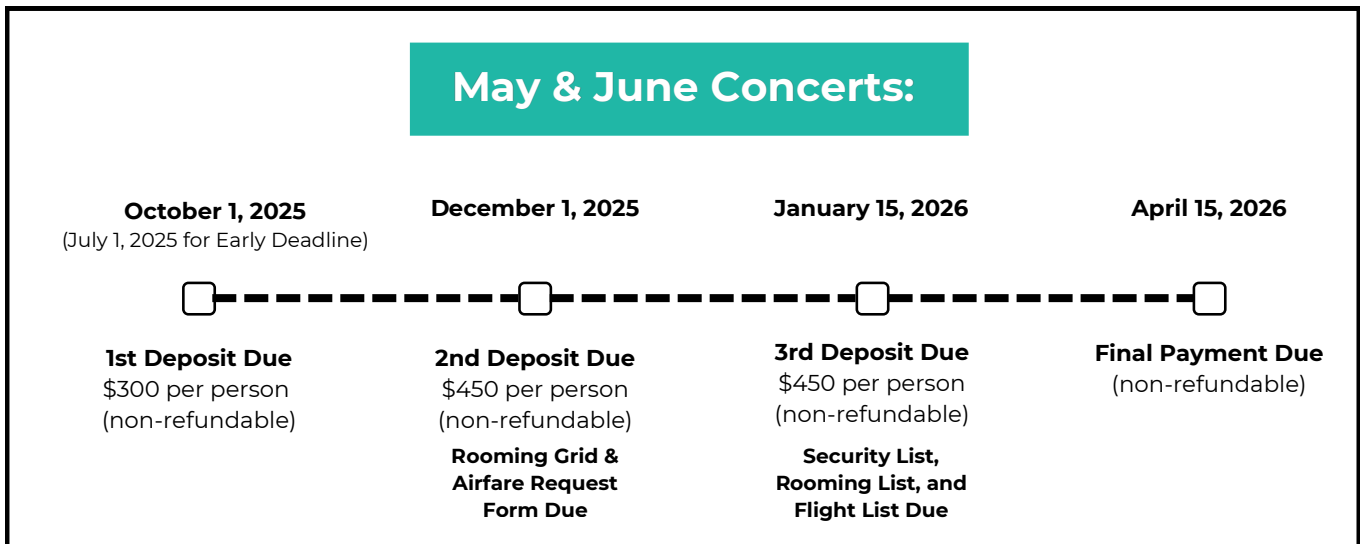 May & June Concerts:
October 1, 2025
(July 1, 2025 for Early Deadline)
December 1, 2025
January 15, 2026
April 15, 2026
1st Deposit Due
$300 per person
(non-refundable)
2nd Deposit Due
$450 per person
(non-refundable)
Rooming Grid &
Airfare Request
Form Due
3rd Deposit Due
$450 per person
(non-refundable)
Security List,
Rooming List, and
Flight List Due
Final Payment Due
(non-refundable)